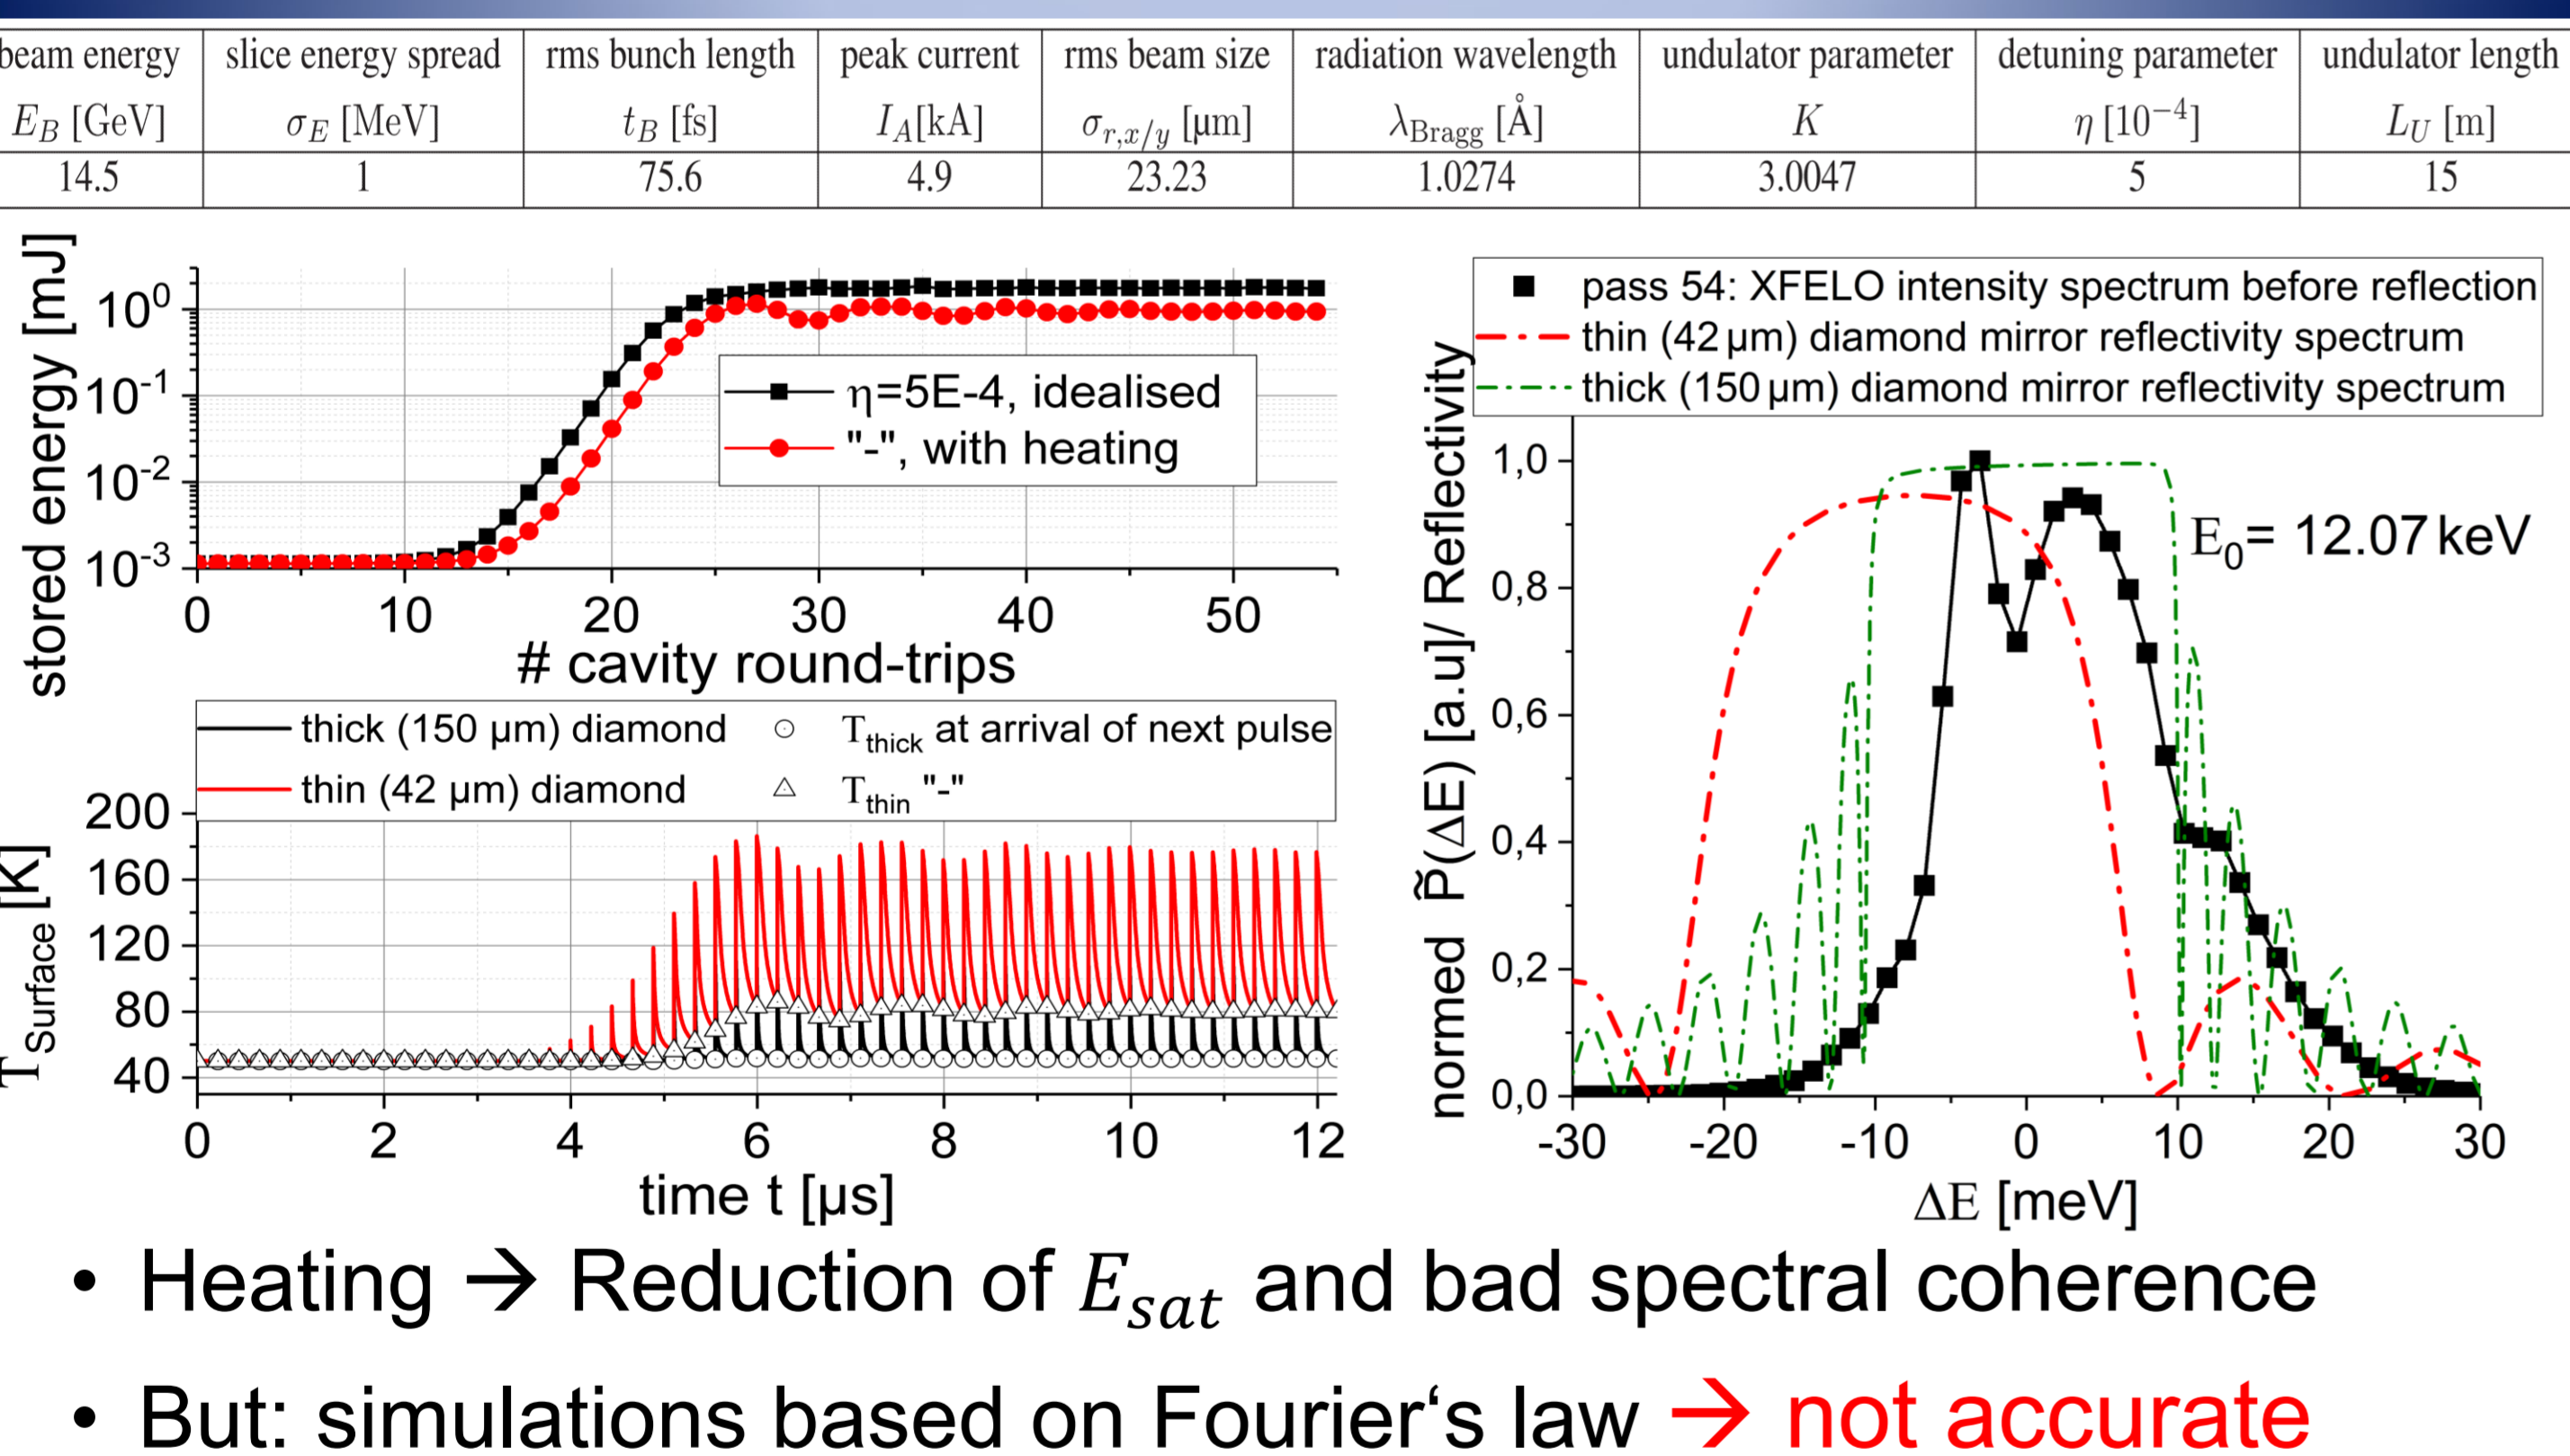 beam energy slice energy spread rms bunch length peak current rms beam size radiation wavelength undulator parameter detuning parameter undulator length
E_B [GeV] σ_E [MeV] t_B [fs] I_A[kA] σ_{r,x/y} [µm] λ_Bragg [Å] K η [10^{-4}] L_U [m]
14.5 1 75.6 4.9 23.23 1.0274 3.0047 5 15
stored energy [mJ]
10^0
10^{-1}
10^{-2}
10^{-3}
η=5E-4, idealised
"-", with heating
0 10 20 30 40 50
# cavity round-trips
thick (150 µm) diamond T_thick at arrival of next pulse
thin (42 µm) diamond T_thin "-"
T_Surface [K]
200
160
120
80
40
0 2 4 6 8 10 12
time t [µs]
pass 54: XFELO intensity spectrum before reflection
thin (42 µm) diamond mirror reflectivity spectrum
thick (150 µm) diamond mirror reflectivity spectrum
normed P̃(ΔE) [a.u]/ Reflectivity
1,0
0,8
0,6
0,4
0,2
0,0
E_0= 12.07 keV
-30 -20 -10 0 10 20 30
ΔE [meV]
• Heating → Reduction of E_sat and bad spectral coherence
• But: simulations based on Fourier‘s law → not accurate